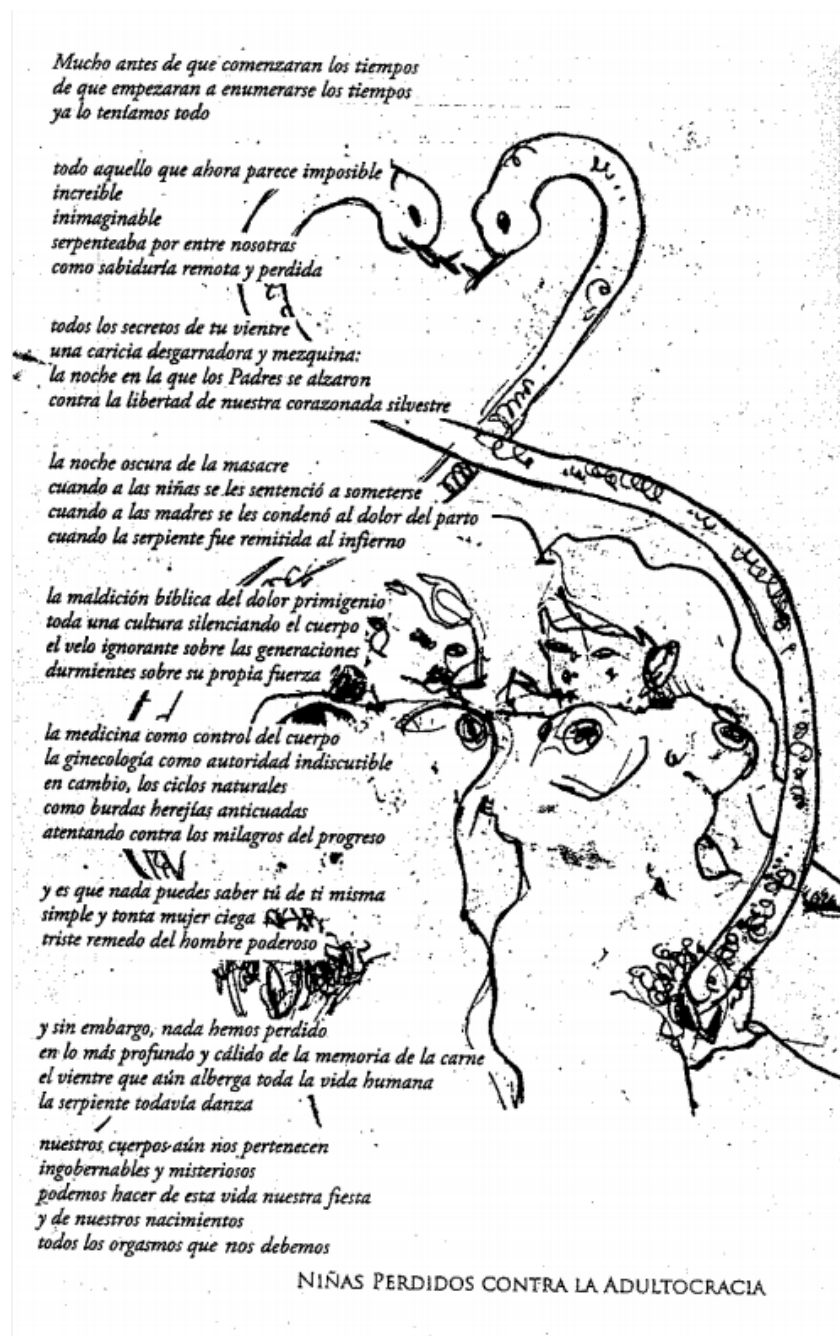 Mucho antes de que comenzaran los tiempos
de que empezaran a enumerarse los tiempos
ya lo teníamos todo
todo aquello que ahora parece imposible
increíble
inimaginable
serpenteaba por entre nosotras
como sabiduría remota y perdida
todos los secretos de tu vientre
una caricia desgarradora y mezquina:
la noche en la que los Padres se alzaron
contra la libertad de nuestra corazonada silvestre
la noche oscura de la masacre
cuando a las niñas se les sentenció a someterse
cuando a las madres se les condenó al dolor del parto
cuando la serpiente fue remitida al infierno
la maldición bíblica del dolor primigenio
toda una cultura silenciando el cuerpo
el velo ignorante sobre las generaciones
durmientes sobre su propia fuerza
la medicina como control del cuerpo
la ginecología como autoridad indiscutible
en cambio, los ciclos naturales
como burdas herejías anticuadas
atentando contra los milagros del progreso
y es que nada puedes saber tú de ti misma
simple y tonta mujer ciega
triste remedo del hombre poderoso
y sin embargo, nada hemos perdido
en lo más profundo y cálido de la memoria de la carne
el vientre que aún alberga toda la vida humana
la serpiente todavía danza
nuestros cuerpos aún nos pertenecen
ingobernables y misteriosos
podemos hacer de esta vida nuestra fiesta
y de nuestros nacimientos
todos los orgasmos que nos debemos
NIÑAS PERDIDOS CONTRA LA ADULTOCRACIA